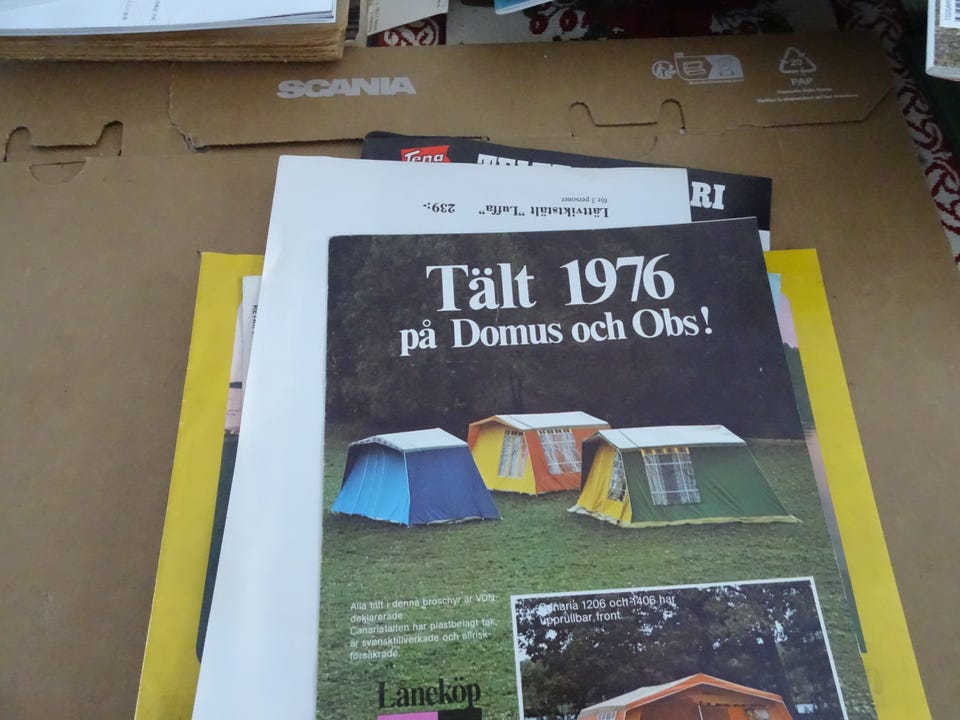 SCANIA
PAP
Tena
RI
Lättviktstält "Luffa" 239:-
för 3 personer
Tält 1976
på Domus och Obs!
Alla tält i denna broschyr är VDN-
deklarerade.
Canariatälten har plastbelagt tak,
är svensktillverkade och allrisk-
försäkrade.
Canaria 1206 och 1406 har
upprullbar front.
Låneköp